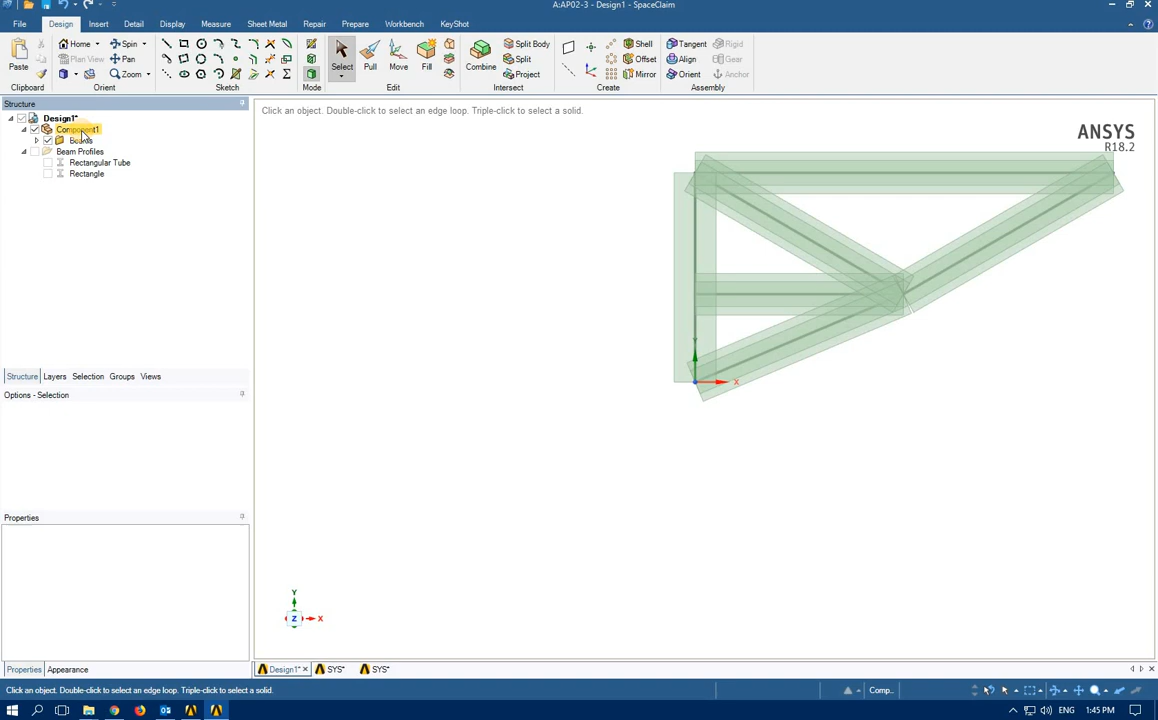 A:AP02-3 - Design1 - SpaceClaim
File Design Insert Detail Display Measure Sheet Metal Repair Prepare Workbench KeyShot
Paste
Clipboard
Home Spin
Plan View Pan
Zoom
Orient
Sketch
Mode
Select Pull Move Fill
Edit
Combine Split Body
Split
Project
Intersect
Shell
Offset
Mirror
Create
Tangent Rigid
Align Gear
Orient Anchor
Assembly
Structure
Design1*
Component1
Beam Profiles
Rectangular Tube
Rectangle
Structure Layers Selection Groups Views
Options - Selection
Properties
Properties Appearance
Click an object. Double-click to select an edge loop. Triple-click to select a solid.
ANSYS
R18.2
Y
X
Y
Z X
Design1* SYS* SYS*
Click an object. Double-click to select an edge loop. Triple-click to select a solid.
Comp..
ENG 1:45 PM